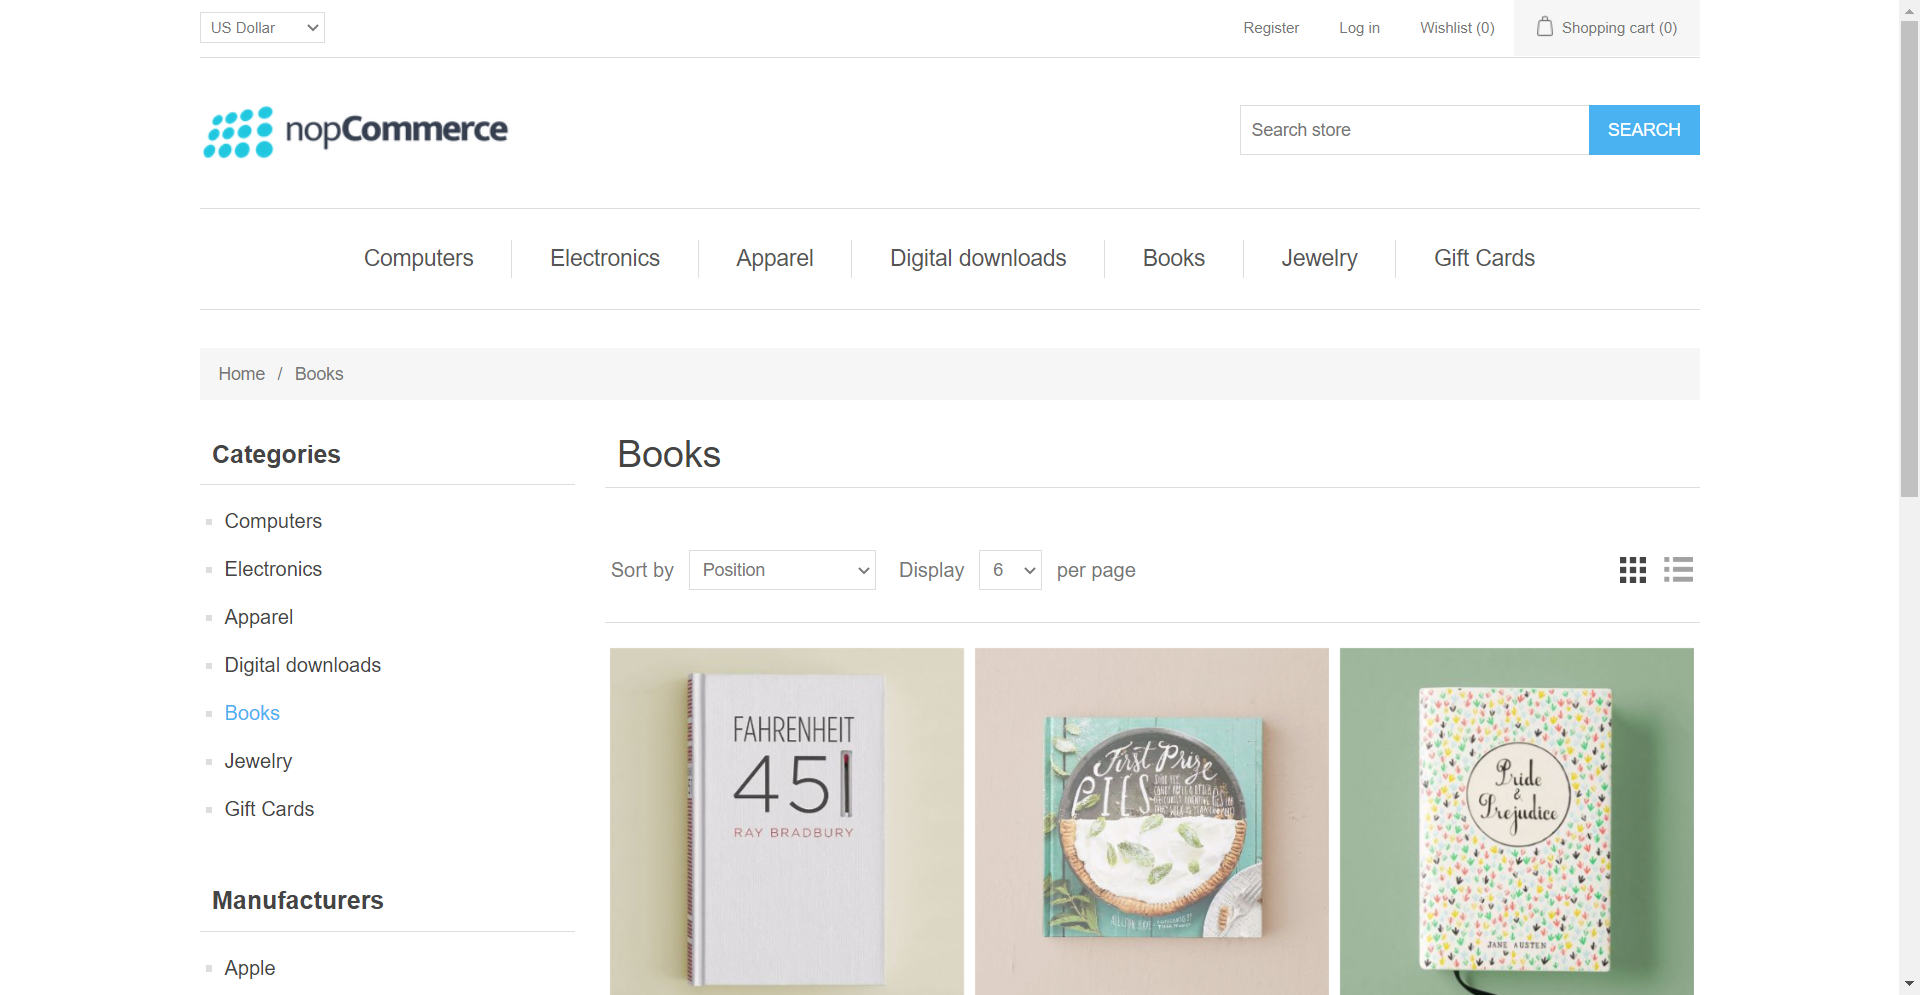 US Dollar
Register
Log in
Wishlist (0)
Shopping cart (0)
nopCommerce
Search store
SEARCH
Computers
Electronics
Apparel
Digital downloads
Books
Jewelry
Gift Cards
Home / Books
Categories
Computers
Electronics
Apparel
Digital downloads
Books
Jewelry
Gift Cards
Manufacturers
Apple
Books
Sort by Position Display 6 per page
FAHRENHEIT
451
RAY BRADBURY
First Prize
PIES
Pride
&
Prejudice
JANE AUSTEN